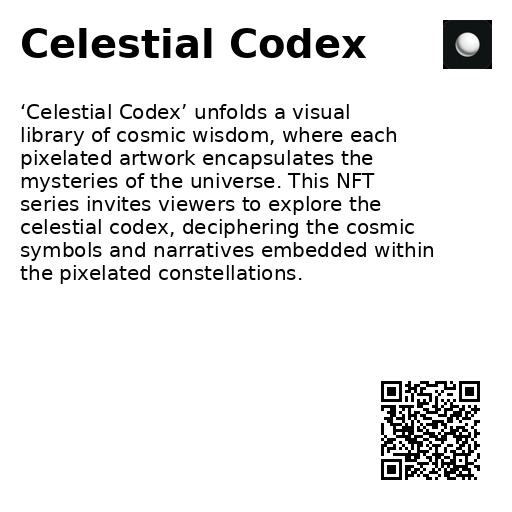 Celestial Codex
‘Celestial Codex’ unfolds a visual
library of cosmic wisdom, where each
pixelated artwork encapsulates the
mysteries of the universe. This NFT
series invites viewers to explore the
celestial codex, deciphering the cosmic
symbols and narratives embedded within
the pixelated constellations.